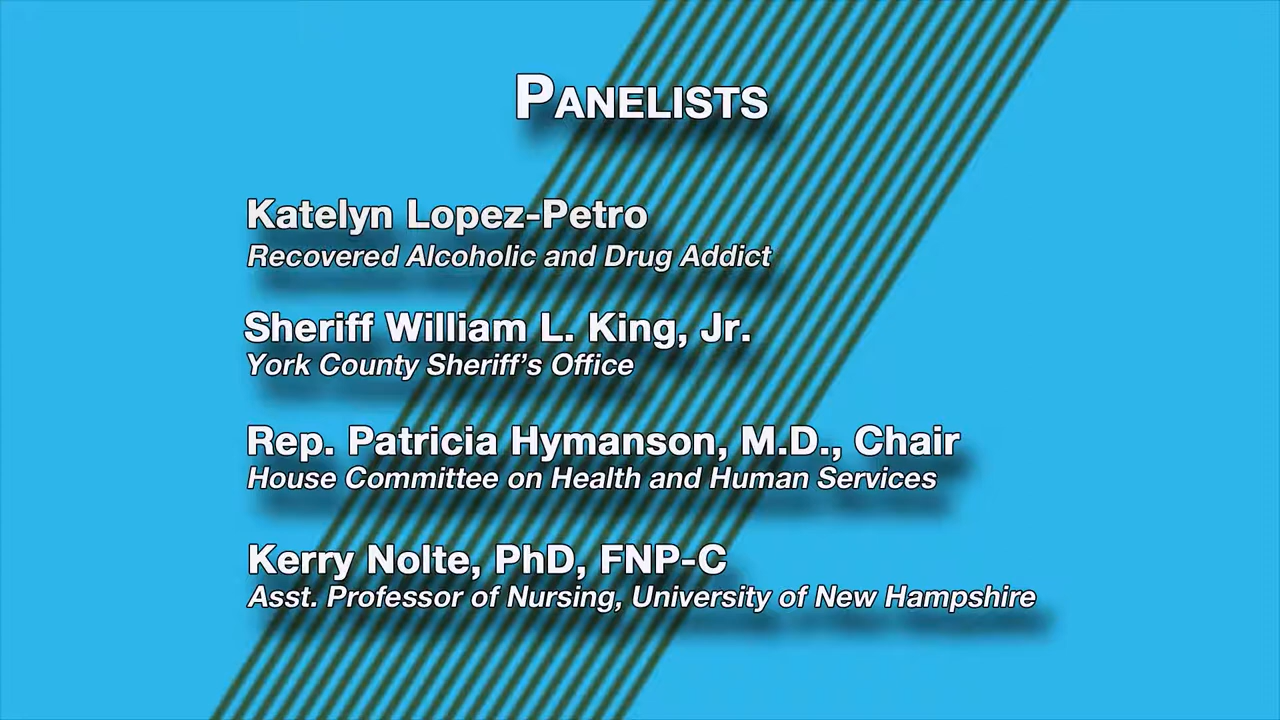 PANELISTS
Katelyn Lopez-Petro
Recovered Alcoholic and Drug Addict
Sheriff William L. King, Jr.
York County Sheriff's Office
Rep. Patricia Hymanson, M.D., Chair
House Committee on Health and Human Services
Kerry Nolte, PhD, FNP-C
Asst. Professor of Nursing, University of New Hampshire